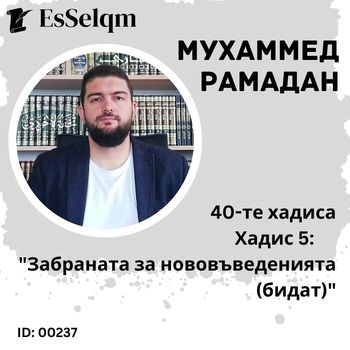 EsSelqm
МУХАММЕД
РАМАДАН
40-те хадиса
Хадис 5:
"Забраната за нововъведенията
(бидат)"
ID: 00237